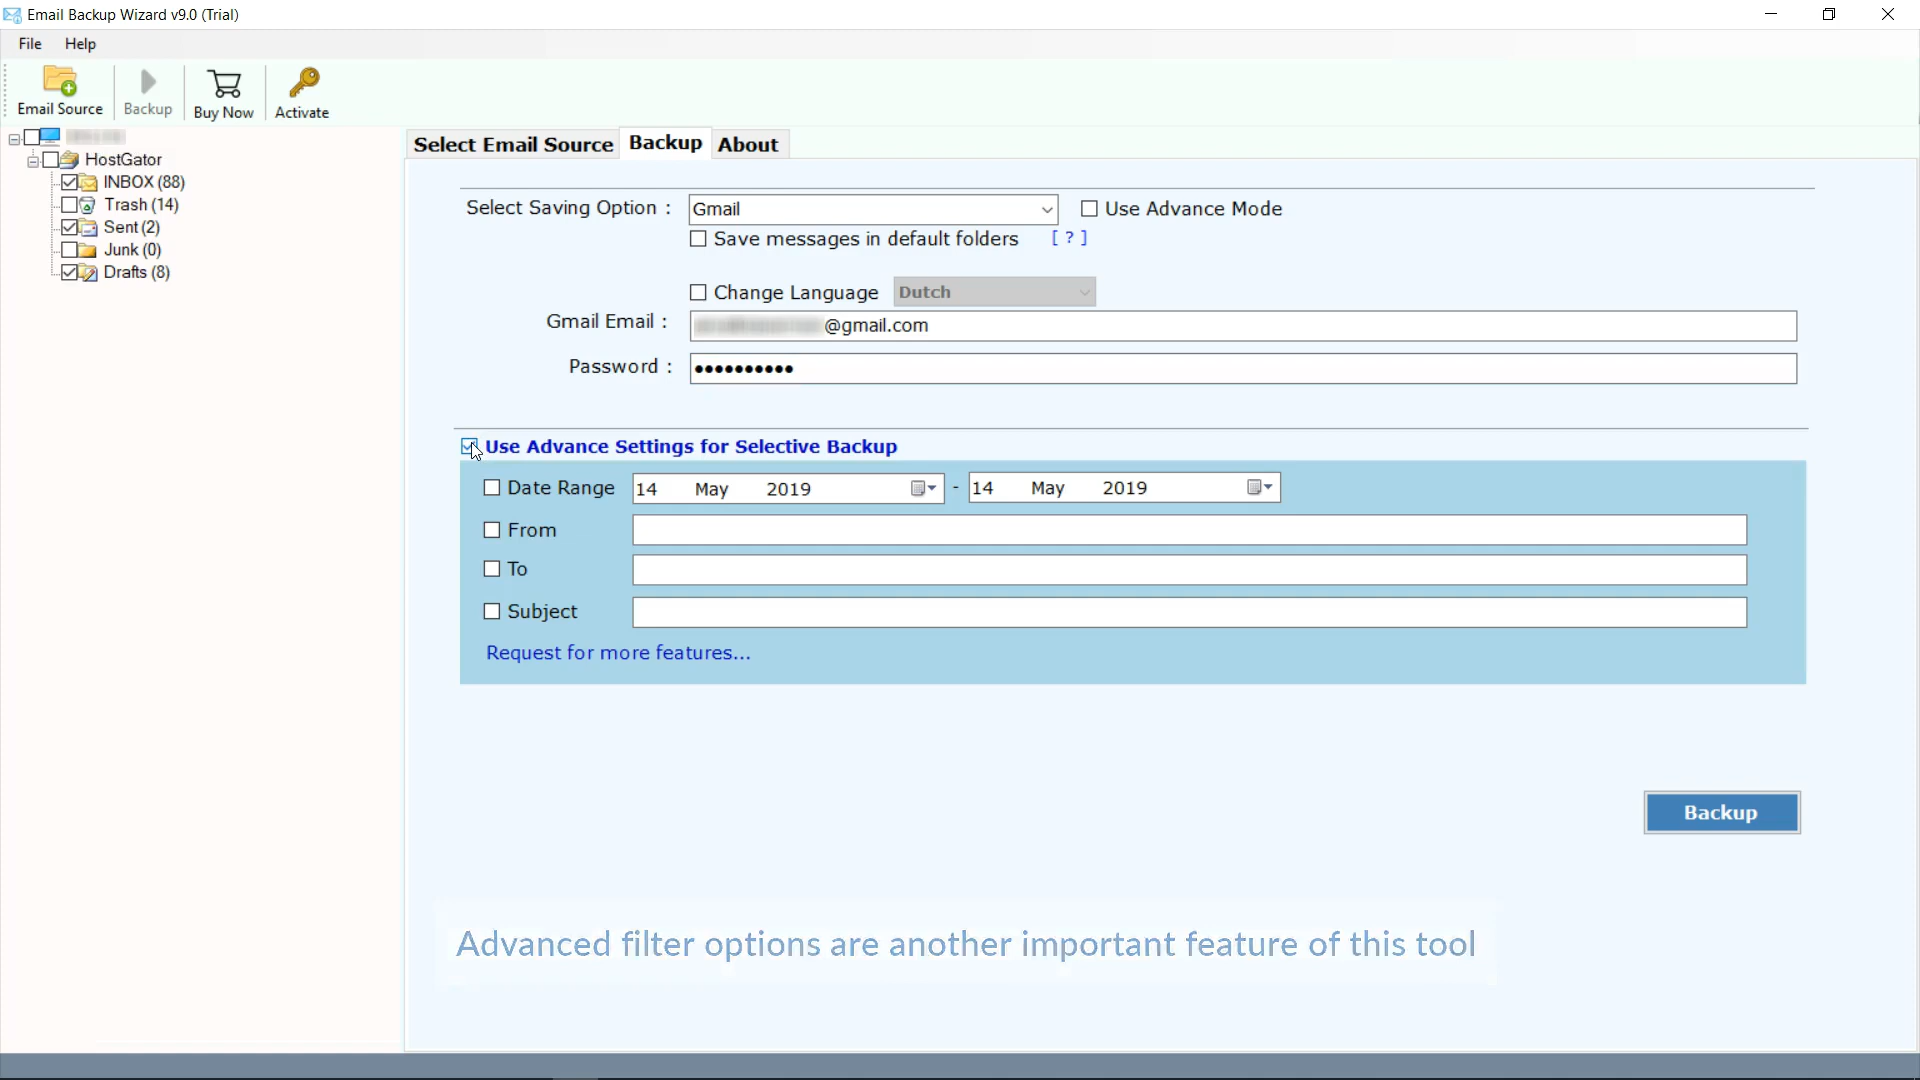 Email Backup Wizard v9.0 (Trial)
File Help
Email Source Backup Buy Now Activate
HostGator
INBOX (88)
Trash (14)
Sent (2)
Junk (0)
Drafts (8)
Select Email Source Backup About
Select Saving Option : Gmail Use Advance Mode
Save messages in default folders [ ? ]
Change Language Dutch
Gmail Email : @gmail.com
Password : ••••••••••
Use Advance Settings for Selective Backup
Date Range 14 May 2019 - 14 May 2019
From
To
Subject
Request for more features...
Backup
Advanced filter options are another important feature of this tool